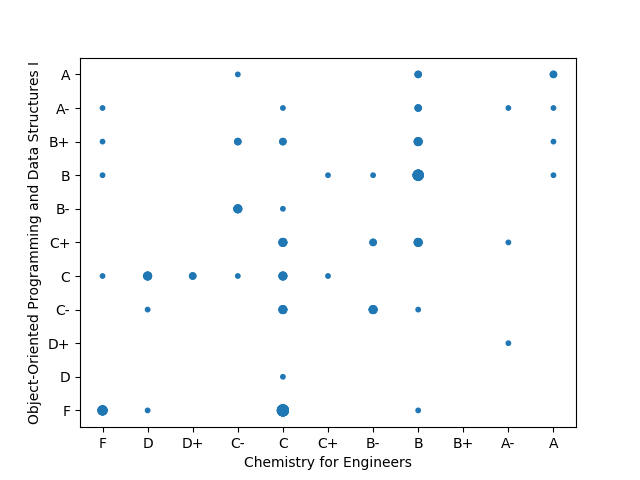 Object-Oriented Programming and Data Structures I
A
A-
B+
B
B-
C+
C
C-
D+
D
F
F D D+ C- C C+ B- B B+ A- A
Chemistry for Engineers